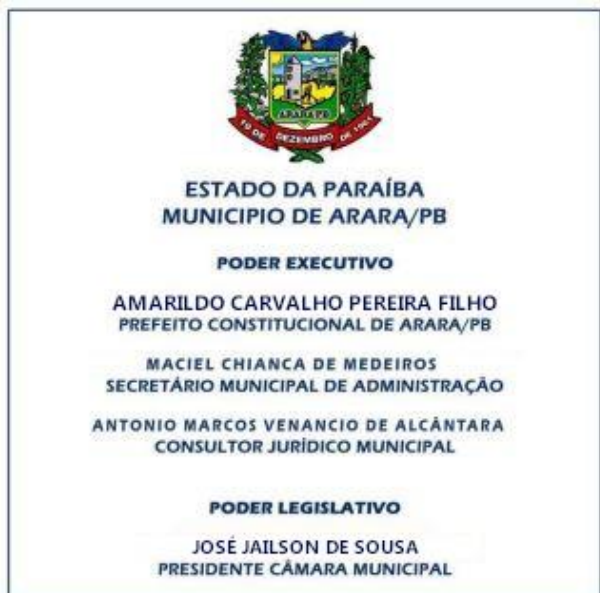 ARARA/PB
19 DE DEZEMBRO DE 1961
ESTADO DA PARAÍBA
MUNICIPIO DE ARARA/PB
PODER EXECUTIVO
AMARILDO CARVALHO PEREIRA FILHO
PREFEITO CONSTITUCIONAL DE ARARA/PB
MACIEL CHIANCA DE MEDEIROS
SECRETÁRIO MUNICIPAL DE ADMINISTRAÇÃO
ANTONIO MARCOS VENANCIO DE ALCÂNTARA
CONSULTOR JURÍDICO MUNICIPAL
PODER LEGISLATIVO
JOSÉ JAILSON DE SOUSA
PRESIDENTE CÂMARA MUNICIPAL